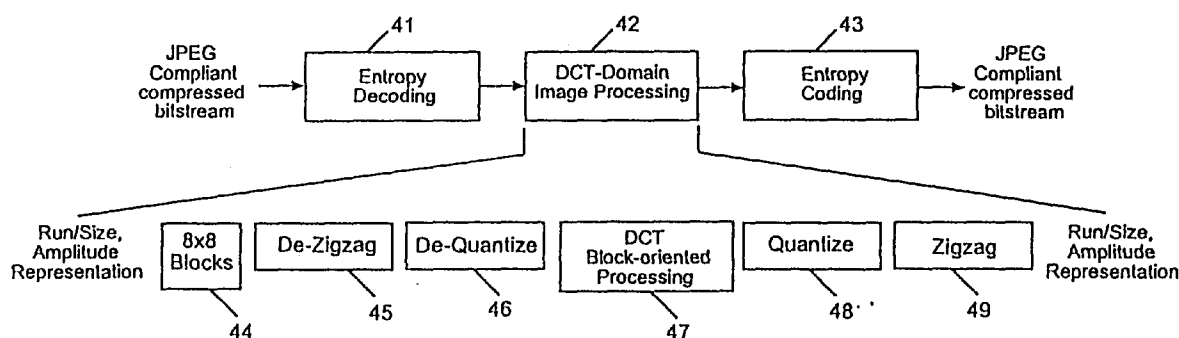 41
42
43
JPEG
Compliant
compressed
bitstream
Entropy
Decoding
DCT-Domain
Image Processing
Entropy
Coding
JPEG
Compliant
compressed
bitstream
Run/Size,
Amplitude
Representation
8x8
Blocks
De-Zigzag
De-Quantize
DCT
Block-oriented
Processing
Quantize
Zigzag
Run/Size,
Amplitude
Representation
44
45
46
47
48
49